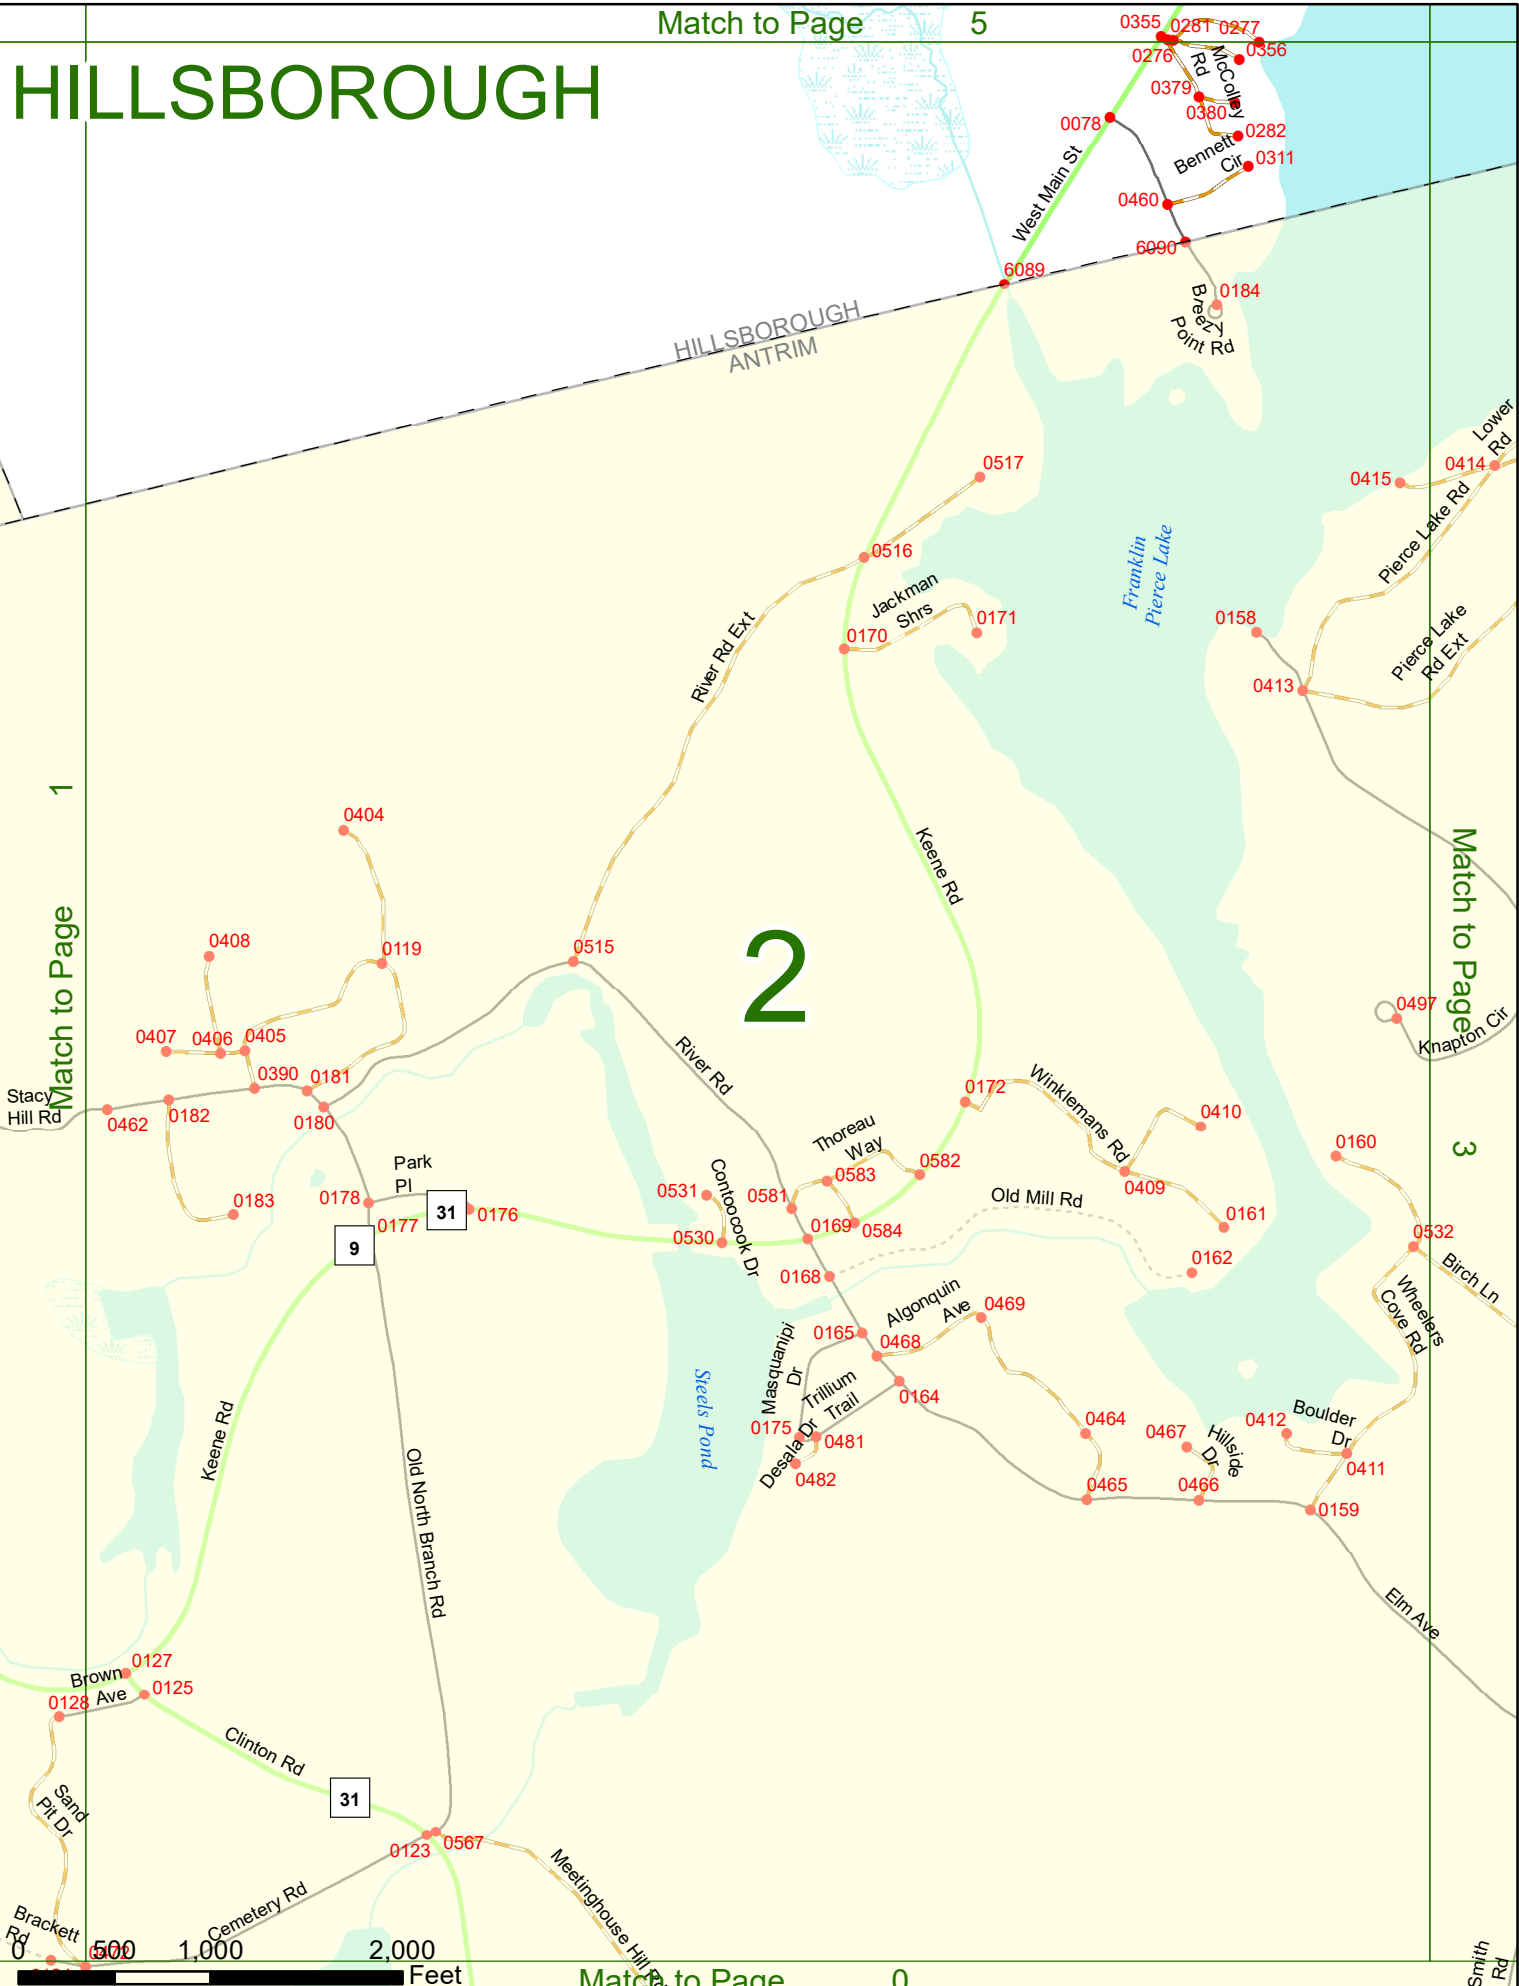 Match to Page 5
HILLSBOROUGH
0355
0281
0277
0276
0356
McColley
Rd
0379
0380
0078
0282
Bennett
Cir
0311
West Main St
0460
6090
6089
0184
Breezy
Point Rd
HILLSBOROUGH
ANTRIM
Lower
Rd
0517
0415
0414
Pierce Lake Rd
0516
Franklin
Pierce Lake
Jackman
Shrs
0171
0158
0170
River Rd Ext
Pierce Lake
Rd Ext
0413
1
Match to Page
0404
Keene Rd
Match to Page
3
0408
0119
0515
2
0497
Knapton Cir
0407
0406
0405
River Rd
0390
0181
Stacy
Hill Rd
0462
0182
0180
0172
Winklemans Rd
0410
Thoreau
Way
0160
Park
Pl
0583
0582
0409
0531
Contoocook Dr
0581
Old Mill Rd
0183
0178
0177
31
0176
9
0530
0169
0584
0161
0532
0168
0162
Birch Ln
Wheelers
Cove Rd
Algonquin
Ave
0469
0165
0468
Masquanipi
Dr
Steels Pond
Trillium
Trail
0164
Keene Rd
0175
Desala Dr
0481
0482
0464
0467
Hillside
Dr
0412
Boulder
Dr
0411
Old North Branch Rd
0465
0466
0159
Elm Ave
0127
Brown
Ave
0125
0128
Clinton Rd
31
Sand
Pit Dr
0123
0567
Meetinghouse Hill Rd
Cemetery Rd
Brackett
Rd
0472
0 500 1,000 2,000
Feet
Match to Page
Smith
Rd